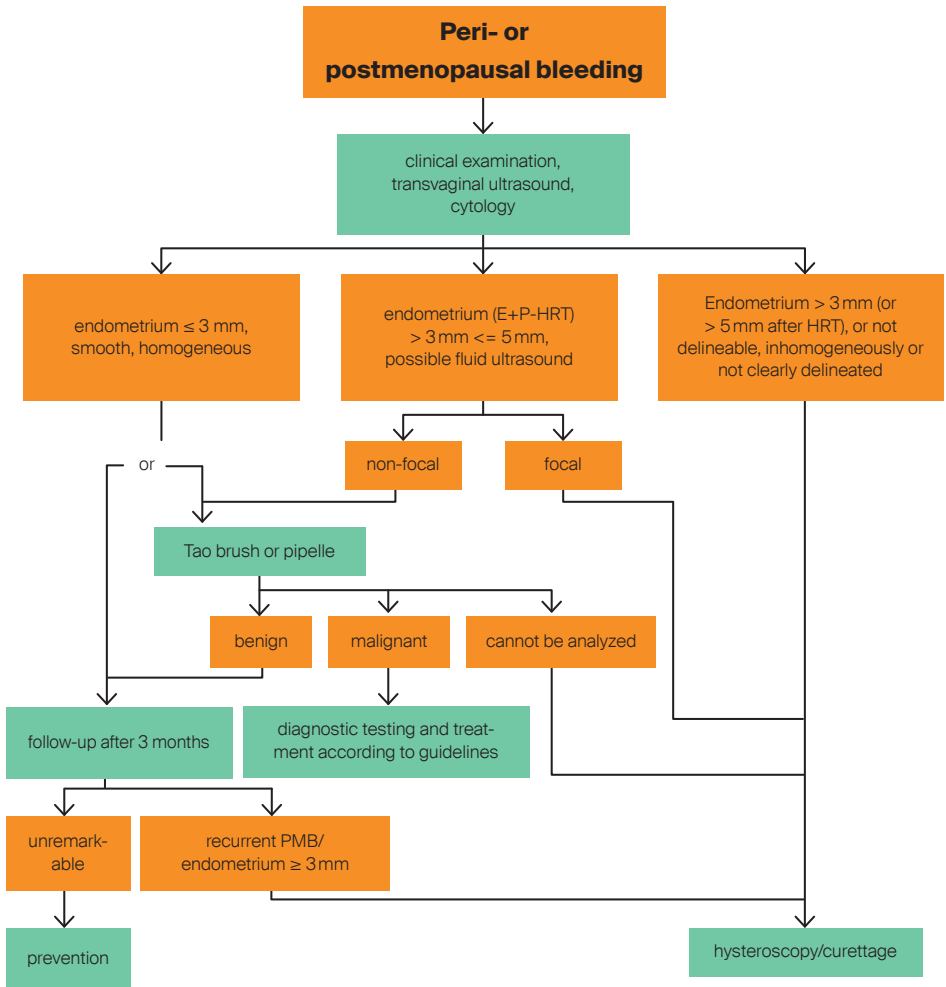 Peri- or
postmenopausal bleeding
clinical examination,
transvaginal ultrasound,
cytology
endometrium ≤ 3 mm,
smooth, homogeneous
endometrium (E+P-HRT)
> 3 mm <= 5 mm,
possible fluid ultrasound
Endometrium > 3 mm (or
> 5 mm after HRT), or not
delineable, inhomogeneously or
not clearly delineated
or
non-focal
focal
Tao brush or pipelle
benign
malignant
cannot be analyzed
follow-up after 3 months
diagnostic testing and treat-
ment according to guidelines
unremark-
able
recurrent PMB/
endometrium ≥ 3 mm
prevention
hysteroscopy/curettage